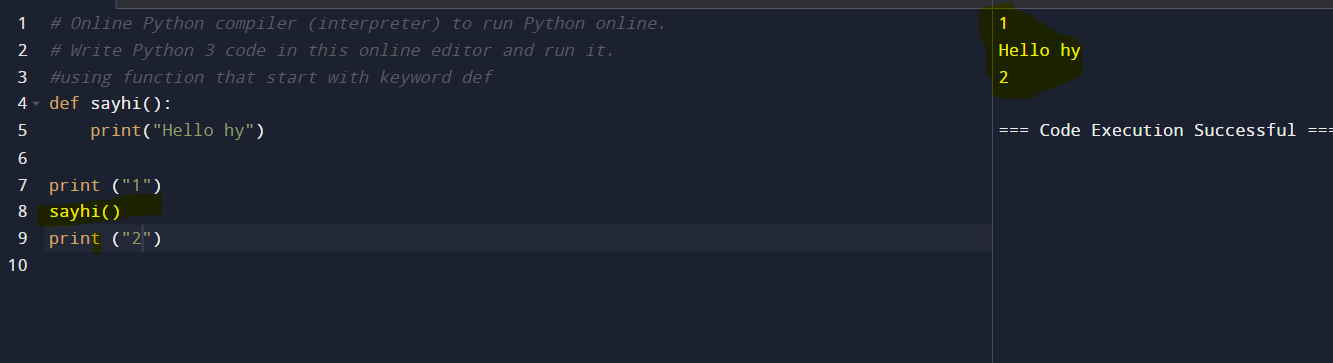 1 # Online Python compiler (interpreter) to run Python online.
2 # Write Python 3 code in this online editor and run it.
3 #using function that start with keyword def
4 def sayhi():
5     print("Hello hy")
6
7 print ("1")
8 sayhi()
9 print ("2")
10
1
Hello hy
2
=== Code Execution Successful ===